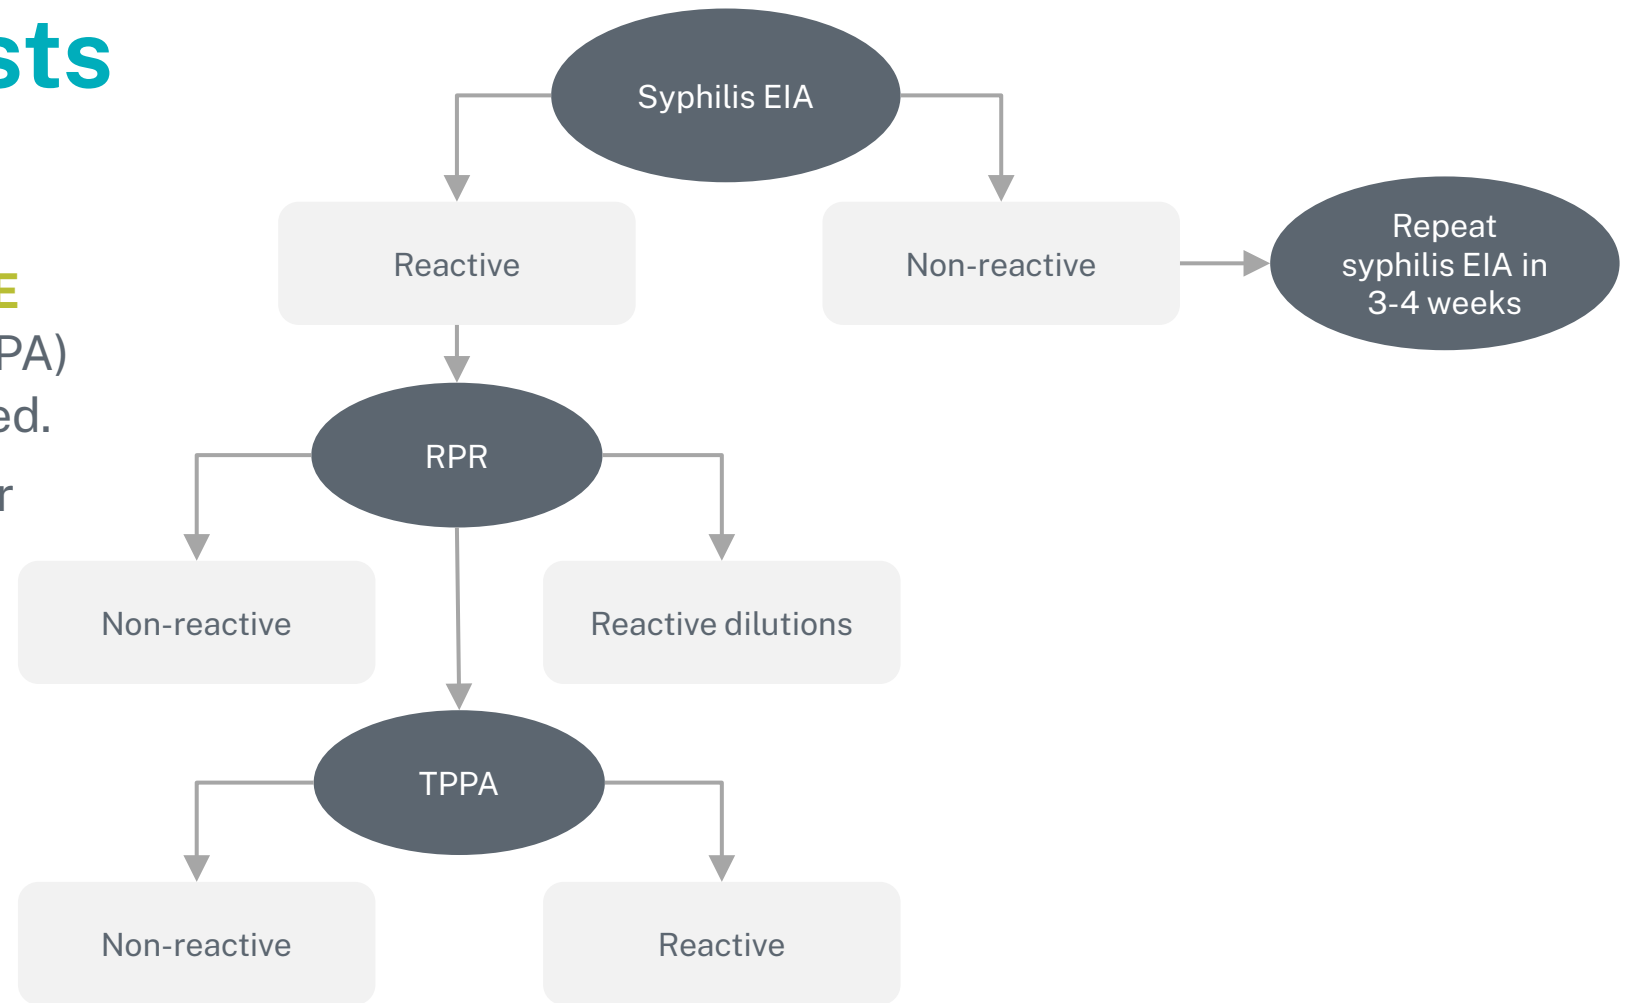 sts
E
PA)
ed.
r
Syphilis EIA
Reactive
Non-reactive
Repeat
syphilis EIA in
3-4 weeks
RPR
Non-reactive
Reactive dilutions
TPPA
Non-reactive
Reactive